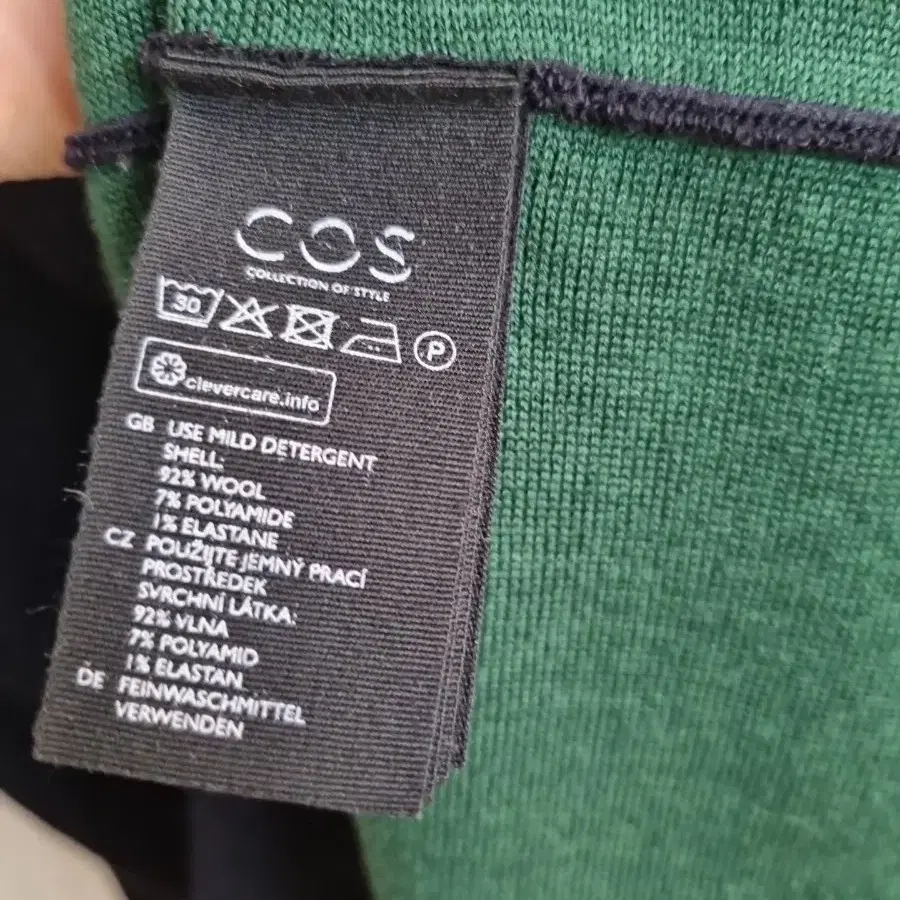 COS
COLLECTION OF STYLE
30
P
clevercare.info
GB USE MILD DETERGENT
SHELL:
92% WOOL
7% POLYAMIDE
1% ELASTANE
CZ POUŽIJTE JEMNÝ PRACÍ
PROSTŘEDEK
SVRCHNÍ LÁTKA:
92% VLNA
7% POLYAMID
1% ELASTAN
DE FEINWASCHMITTEL
VERWENDEN